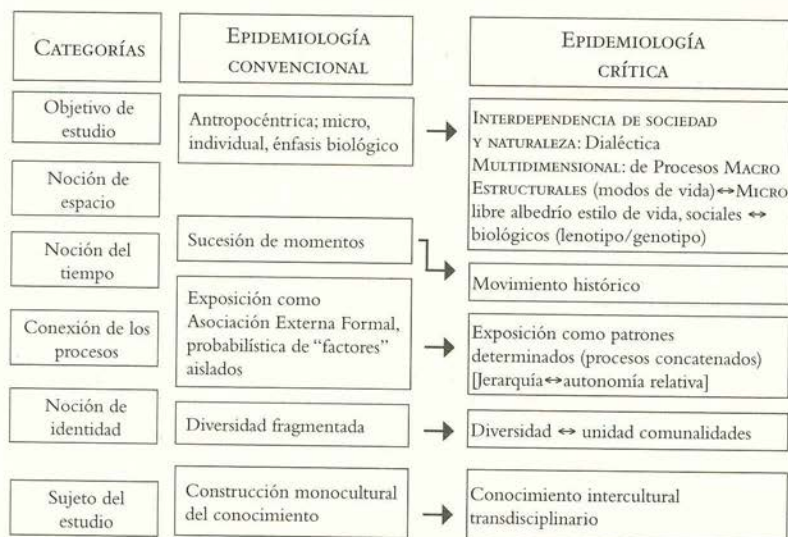 CATEGORÍAS
EPIDEMIOLOGÍA
CONVENCIONAL
EPIDEMIOLOGÍA
CRÍTICA
Objetivo de
estudio
Antropocéntrica; micro,
individual, énfasis biológico
INTERDEPENDENCIA DE SOCIEDAD
Y NATURALEZA: Dialéctica
MULTIDIMENSIONAL: de Procesos MACRO
ESTRUCTURALES (modos de vida)↔MICRO
libre albedrío estilo de vida, sociales ↔
biológicos (lenotipo/genotipo)
Noción de
espacio
Noción del
tiempo
Sucesión de momentos
Movimiento histórico
Conexión de los
procesos
Exposición como
Asociación Externa Formal,
probabilística de “factores”
aislados
Exposición como patrones
determinados (procesos concatenados)
[Jerarquía↔autonomía relativa]
Noción de
identidad
Diversidad fragmentada
Diversidad ↔ unidad comunalidades
Sujeto del
estudio
Construcción monocultural
del conocimiento
Conocimiento intercultural
transdisciplinario